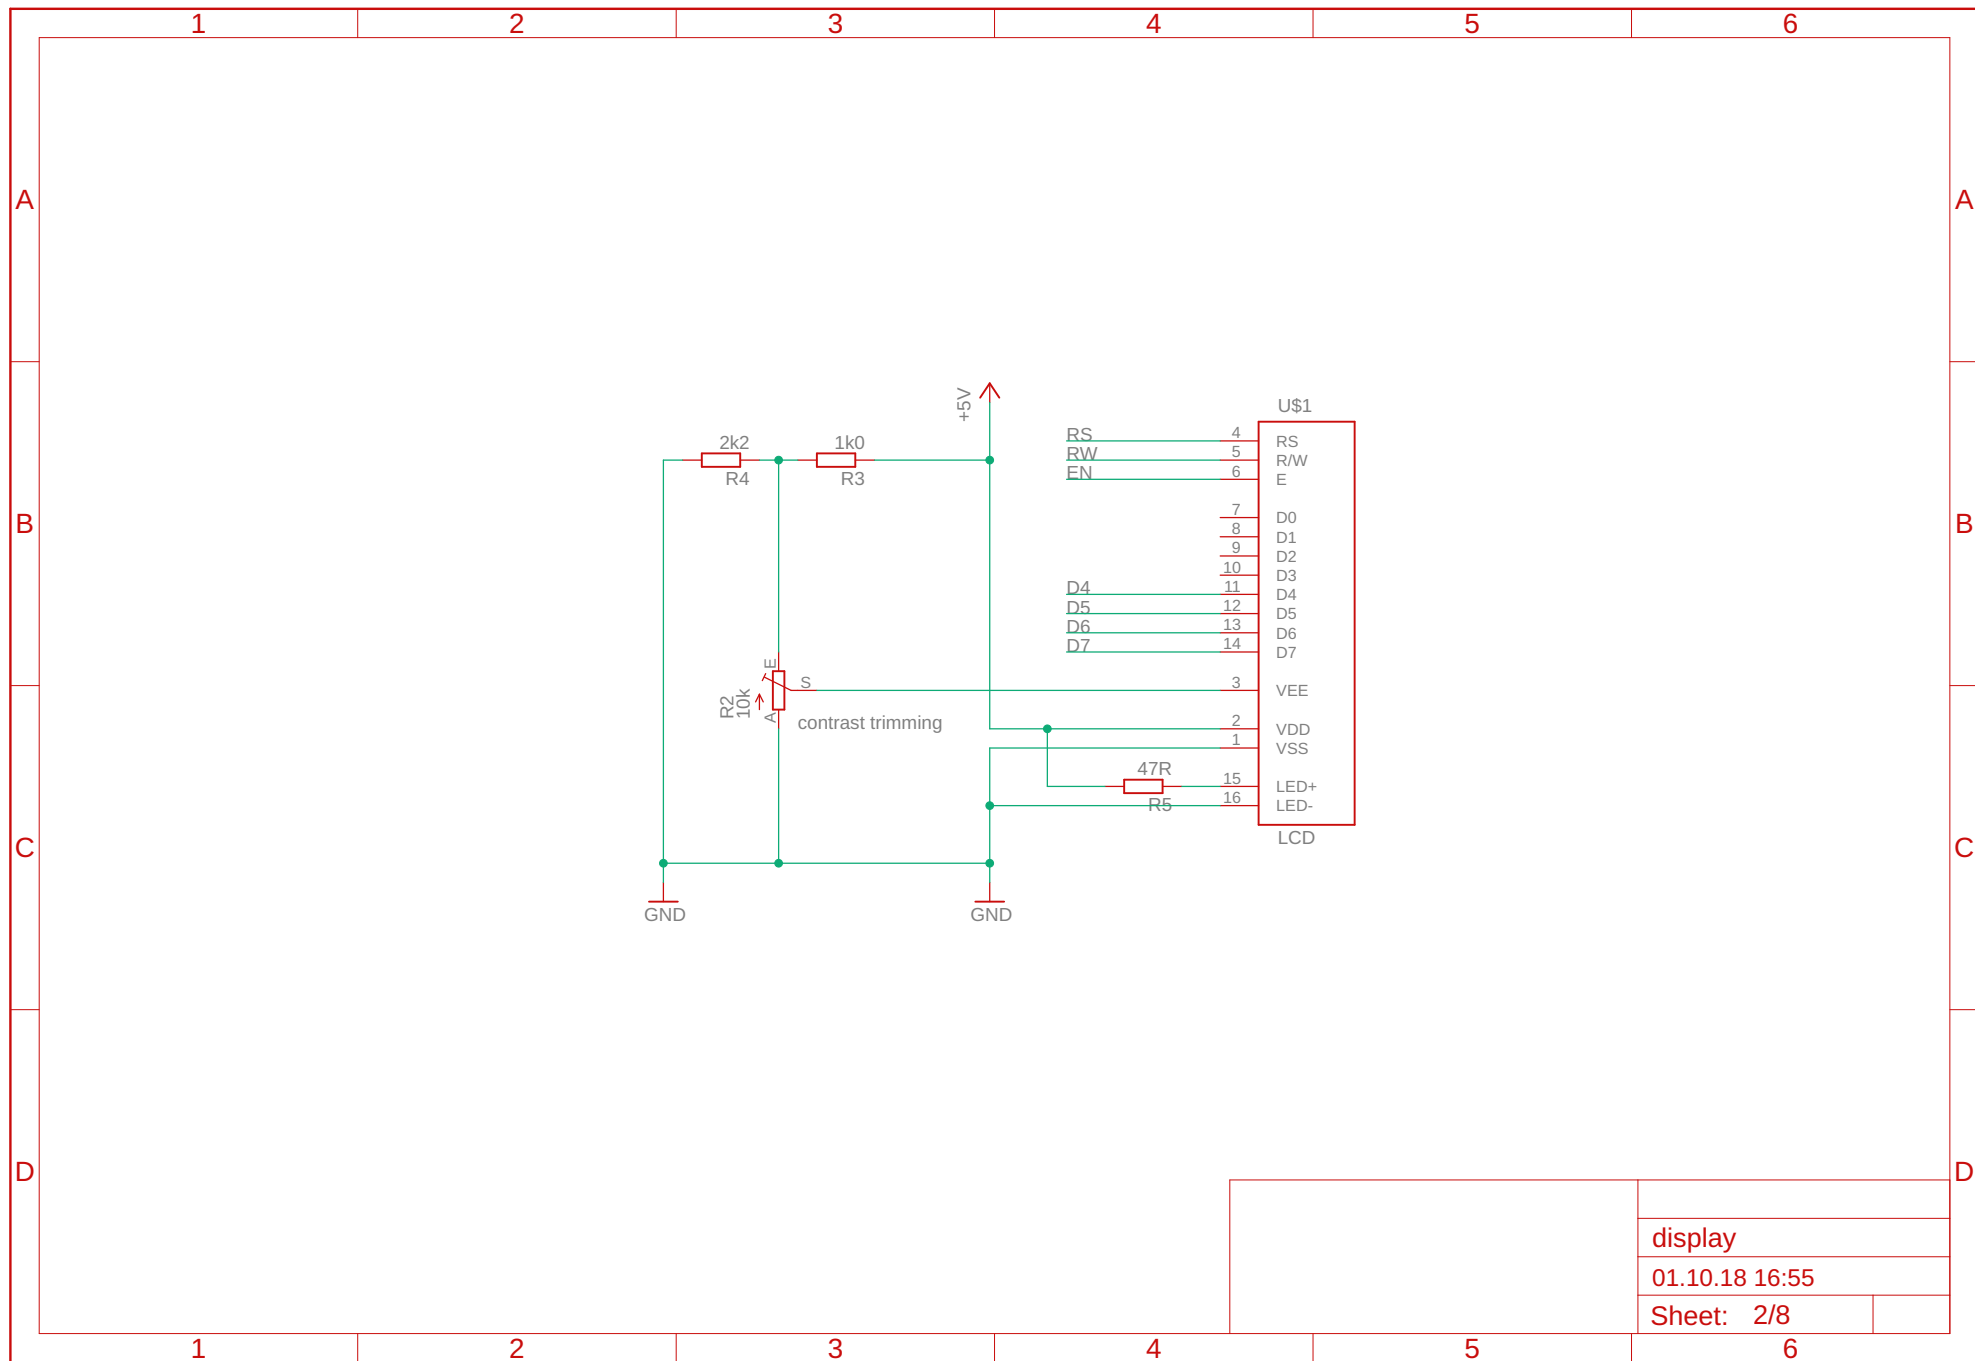 1 2 3 4 5 6
A A
+5V
U$1
2k2 1k0
R4 R3
RS 4 RS
RW 5 R/W
EN 6 E
B B
7 D0
8 D1
9 D2
10 D3
D4 11 D4
D5 12 D5
D6 13 D6
D7 14 D7
E
S 3 VEE
R2
10k
A
contrast trimming
2 VDD
1 VSS
47R
15 LED+
R5 16 LED-
LCD
C C
GND GND
D D
display
01.10.18 16:55
Sheet: 2/8
1 2 3 4 5 6